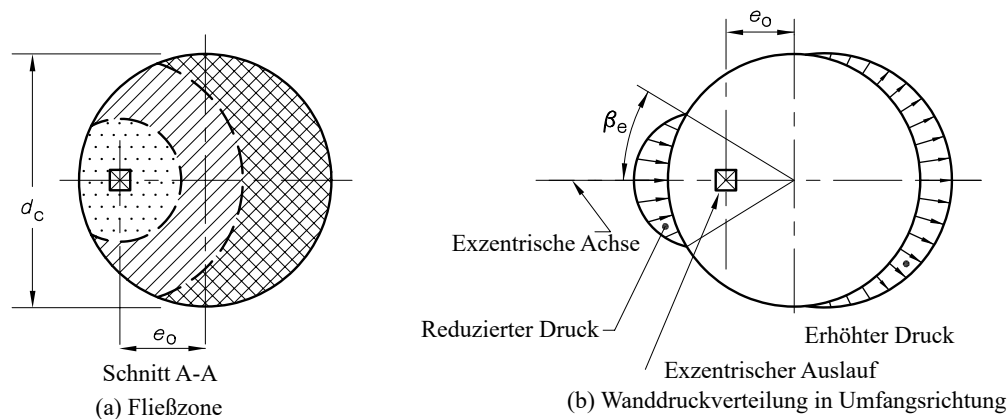 d_c
e_o
Schnitt A-A
(a) Fließzone
e_o
β_e
Exzentrische Achse
Reduzierter Druck
Erhöhter Druck
Exzentrischer Auslauf
(b) Wanddruckverteilung in Umfangsrichtung